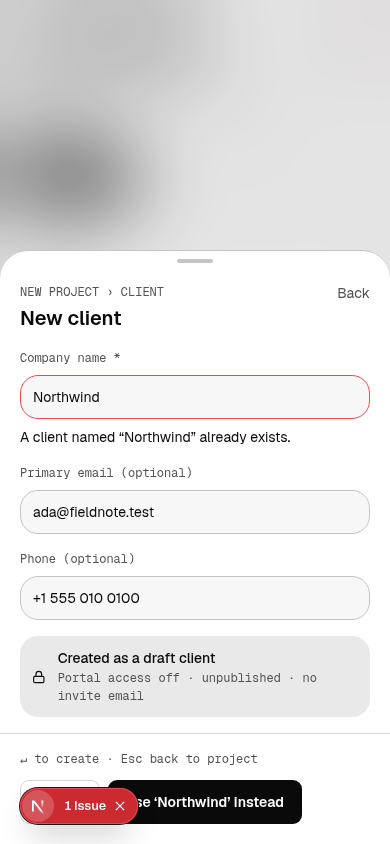 NEW PROJECT › CLIENT
Back
New client
Company name *
Northwind
A client named “Northwind” already exists.
Primary email (optional)
ada@fieldnote.test
Phone (optional)
+1 555 010 0100
Created as a draft client
Portal access off · unpublished · no
invite email
↵ to create · Esc back to project
N 1 Issue ×
‘Northwind’ instead